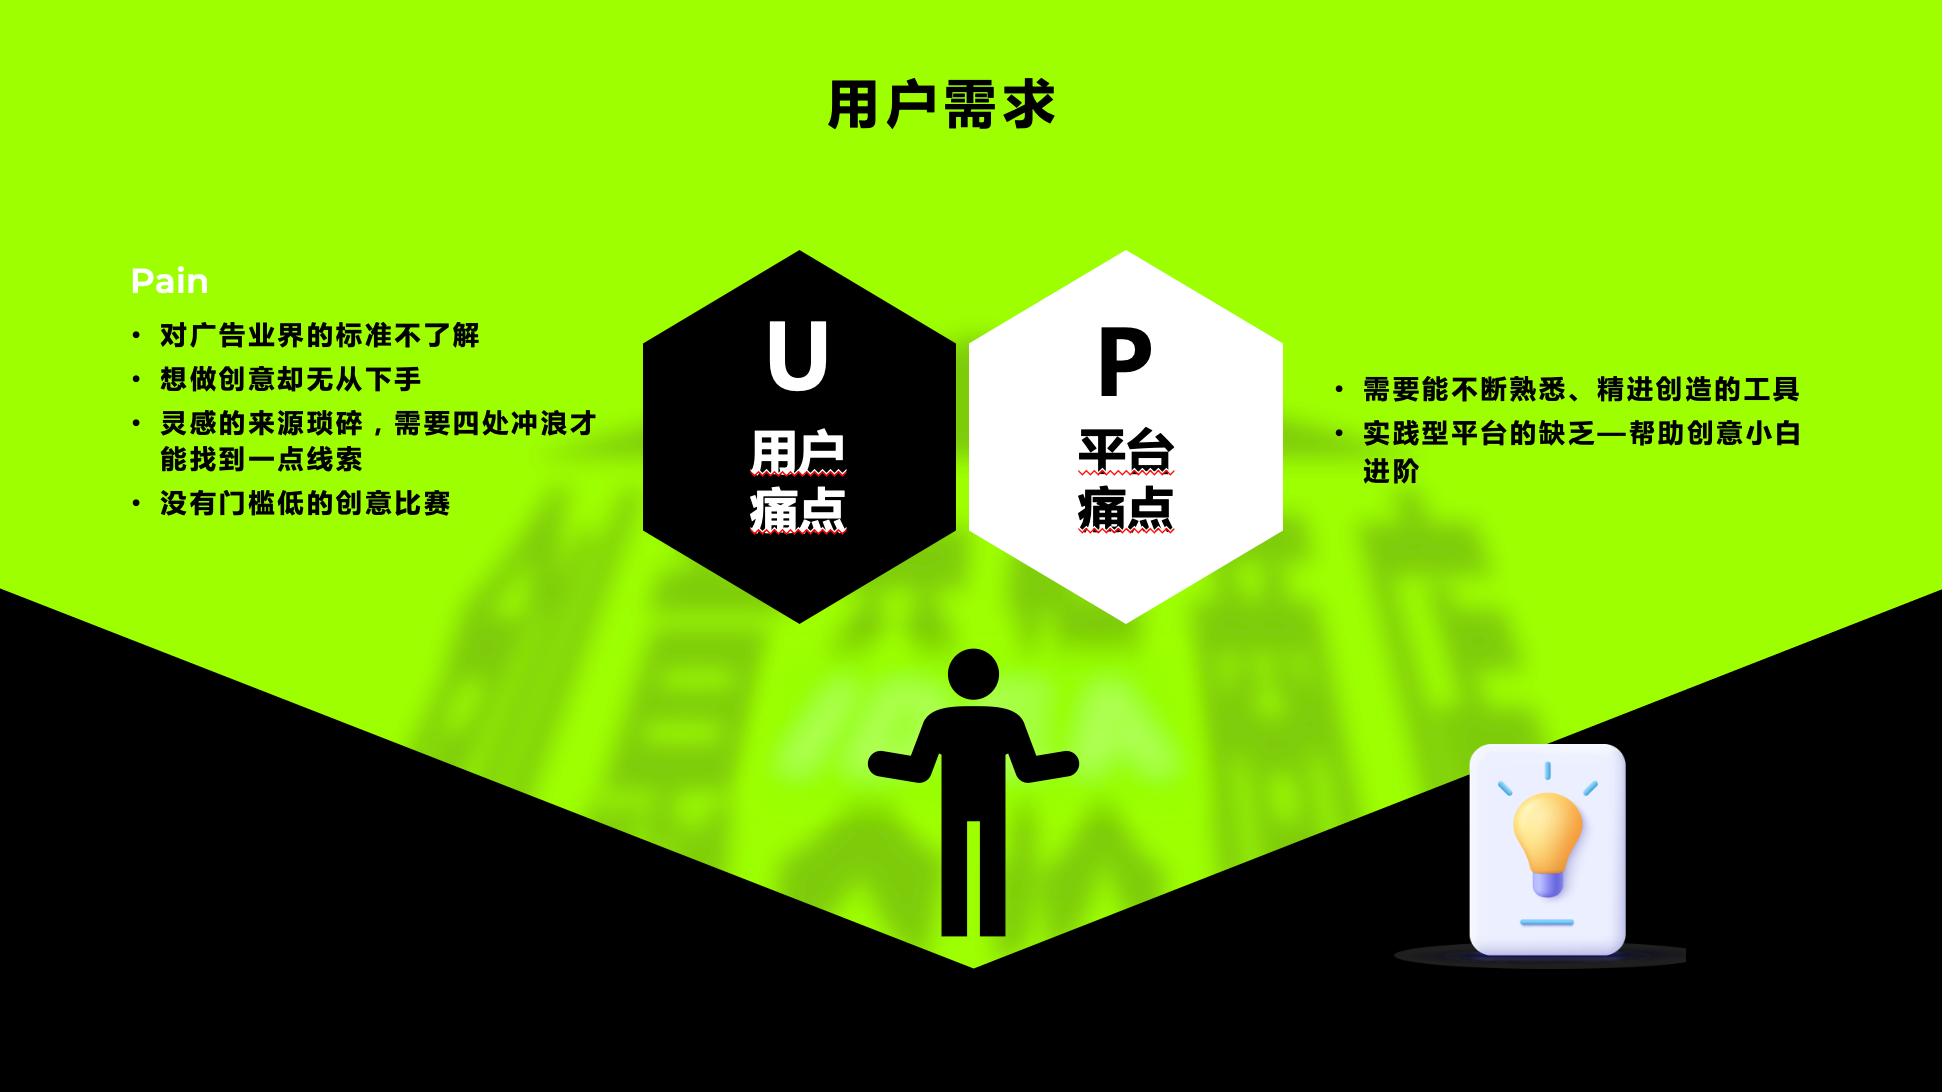 用户需求
Pain
• 对广告业界的标准不了解
• 想做创意却无从下手
• 灵感的来源琐碎，需要四处冲浪才
能找到一点线索
• 没有门槛低的创意比赛
U
用户
痛点
P
平台
痛点
• 需要能不断熟悉、精进创造的工具
• 实践型平台的缺乏—帮助创意小白
进阶